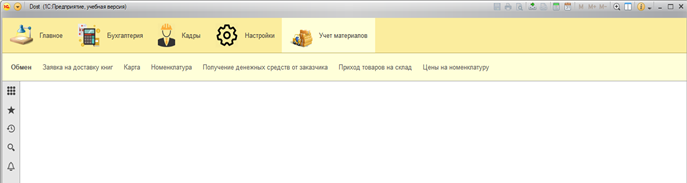 Dost (1С:Предприятие, учебная версия)
M M+ M-
Главное Бухгалтерия Кадры Настройки Учет материалов
Обмен Заявка на доставку книг Карта Номенклатура Получение денежных средств от заказчика Приход товаров на склад Цены на номенклатуру